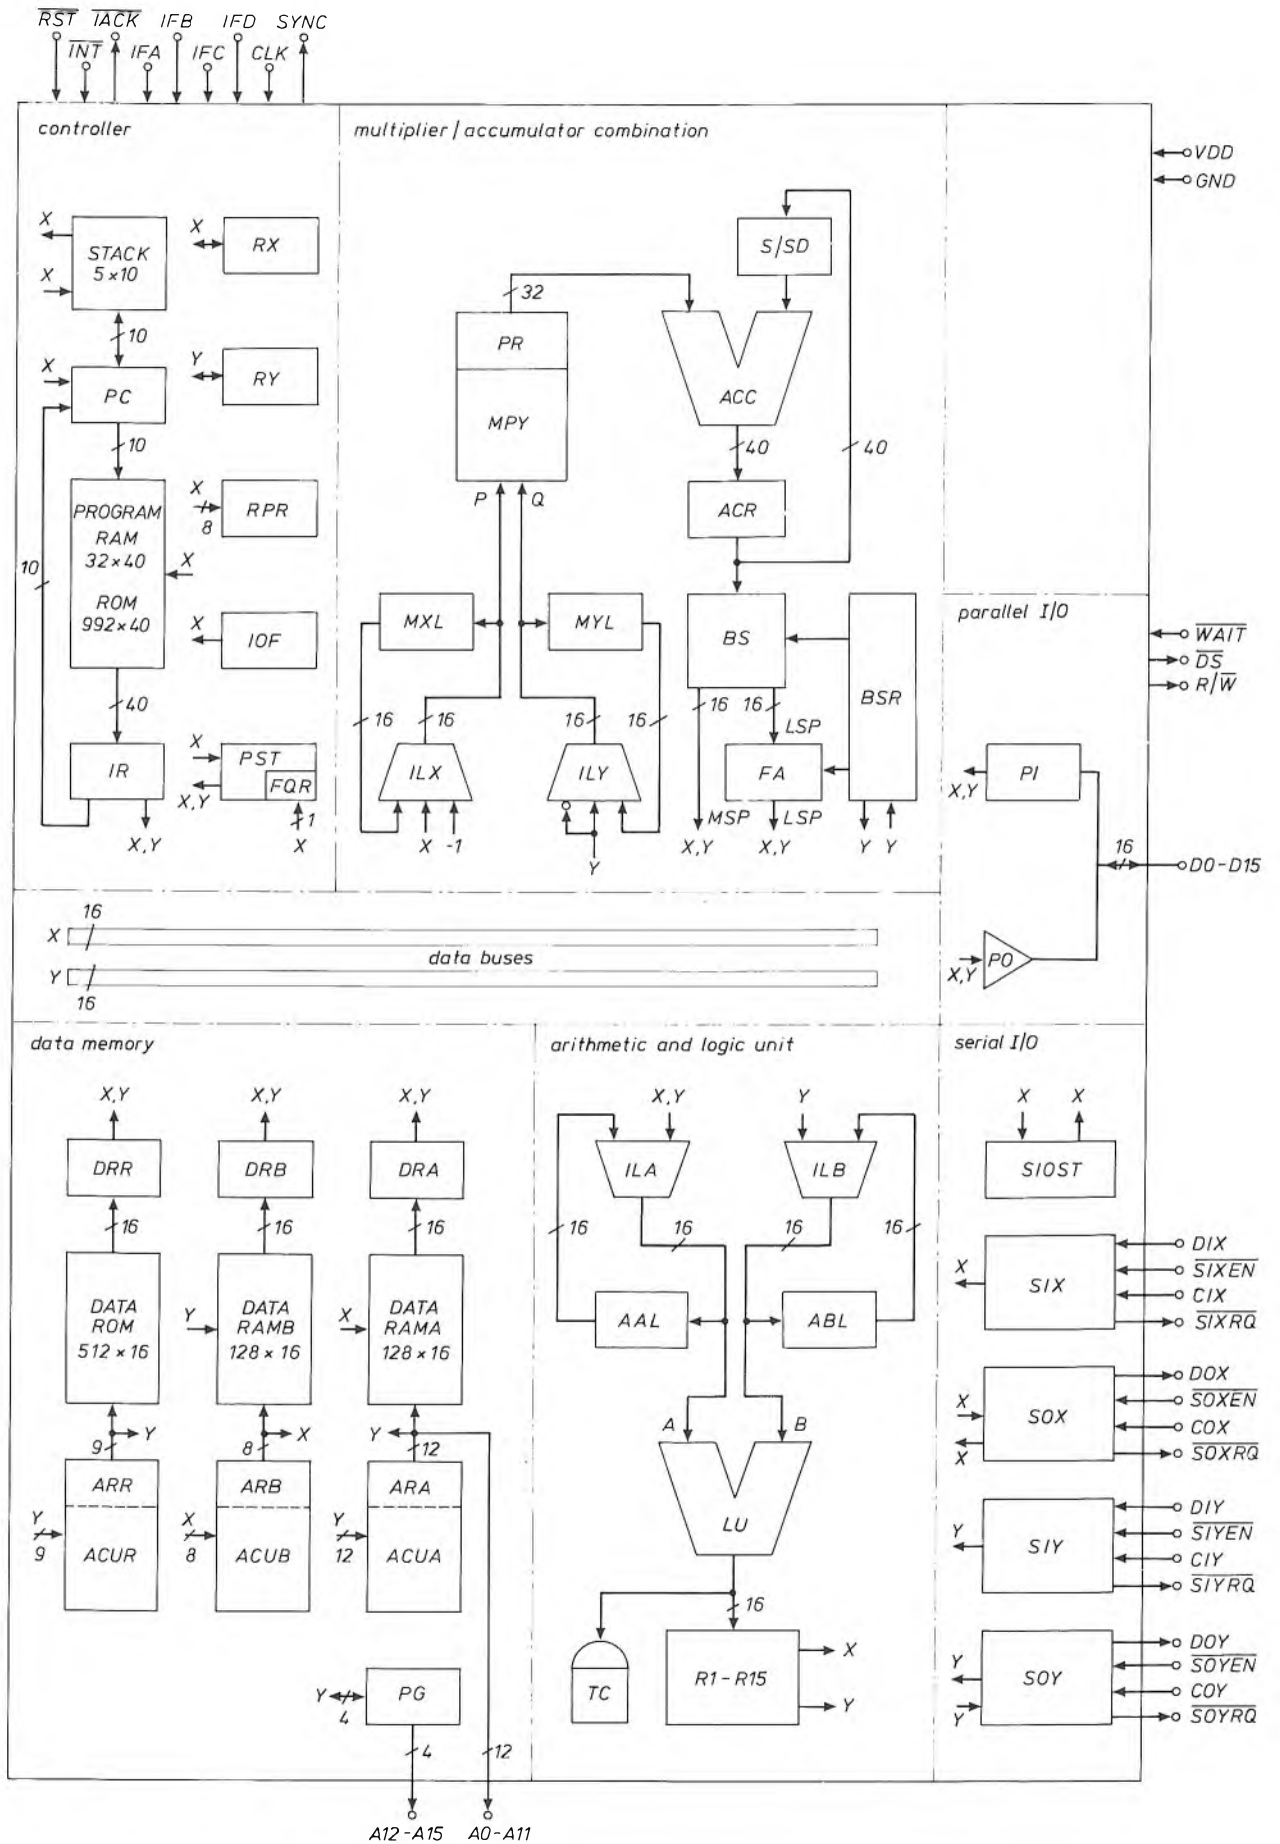 RST IACK IFB IFD SYNC
INT IFA IFC CLK
controller
multiplier/accumulator combination
VDD
GND
X
STACK
5×10
X
X
RX
10
X
PC
Y
RY
10
PROGRAM
RAM
32×40
ROM
992×40
X
10
X
8
RPR
X
IOF
40
IR
X,Y
X
PST
FQR
X,Y
1
X
S/SD
32
PR
MPY
P Q
ACC
40
40
ACR
MXL
MYL
BS
BSR
16
16
16
16
16
16
LSP
ILX
ILY
FA
MSP
LSP
X -1
Y
X,Y
X,Y
Y Y
parallel I/O
WAIT
DS
R/W
PI
X,Y
16
D0-D15
PO
X,Y
16
X
data buses
Y
16
data memory
arithmetic and logic unit
serial I/O
X,Y
X,Y
X,Y
DRR
DRB
DRA
16
16
16
DATA
ROM
512×16
Y
DATA
RAMB
128×16
X
DATA
RAMA
128×16
9
Y
8
X
Y
12
ARR
ARB
ARA
Y
9
ACUR
X
8
ACUB
Y
12
ACUA
Y
4
PG
4
12
A12-A15 A0-A11
X,Y
Y
ILA
ILB
16
16
16
16
AAL
ABL
A
B
LU
16
TC
R1-R15
X
Y
X
X
SIOST
X
SIX
DIX
SIXEN
CIX
SIXRQ
X
X
SOX
DOX
SOXEN
COX
SOXRQ
Y
SIY
DIY
SIYEN
CIY
SIYRQ
Y
Y
SOY
DOY
SOYEN
COY
SOYRQ